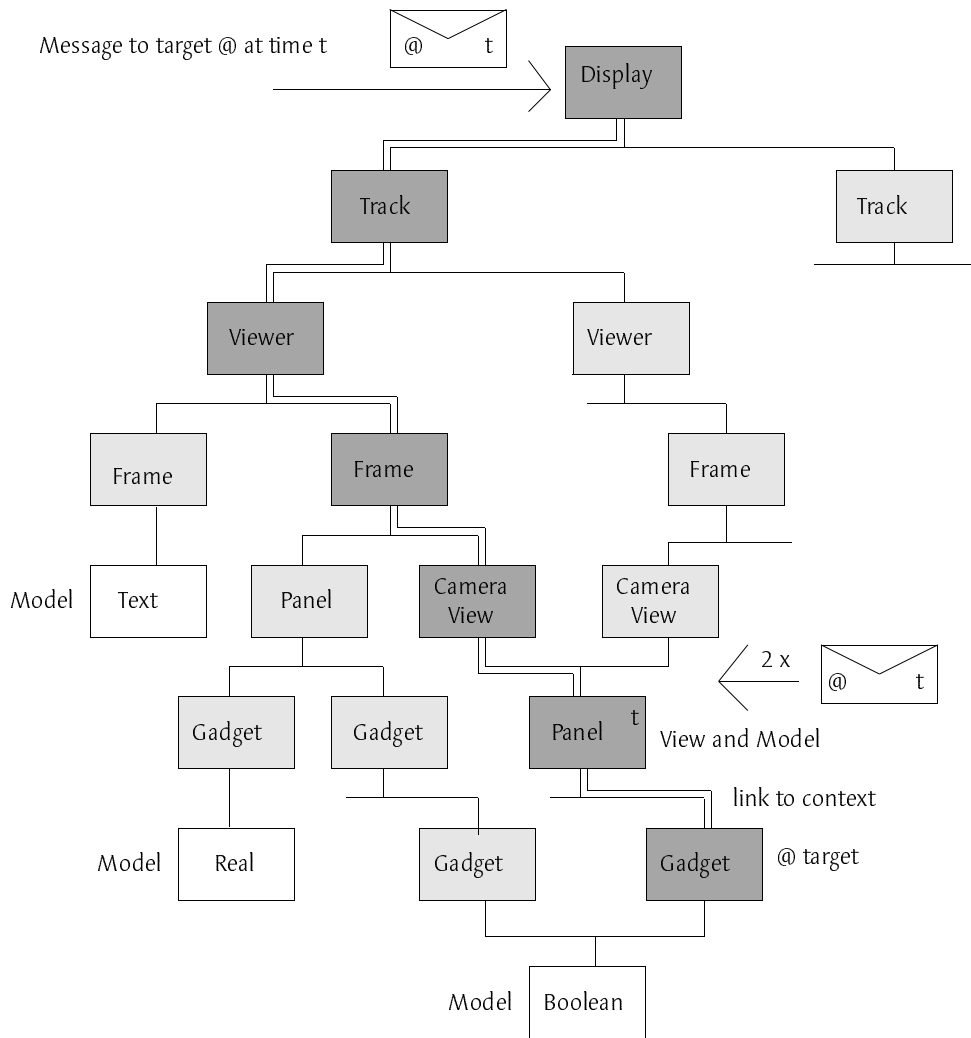 Message to target @ at time t
@ t
Display
Track
Track
Viewer
Viewer
Frame
Frame
Frame
Model
Text
Panel
Camera
View
Camera
View
2 x
@ t
Gadget
Gadget
Panel
t
View and Model
link to context
Model
Real
Gadget
Gadget
@ target
Model
Boolean